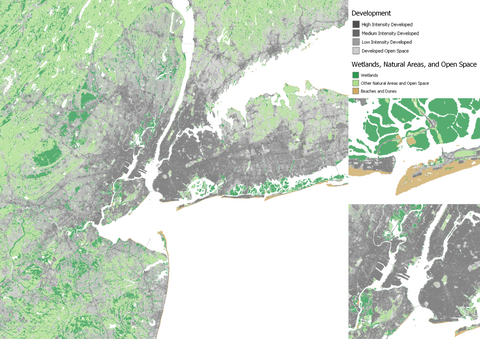 Development
High Intensity Developed
Medium Intensity Developed
Low Intensity Developed
Developed Open Space
Wetlands, Natural Areas, and Open Space
Wetlands
Other Natural Areas and Open Space
Beaches and Dunes